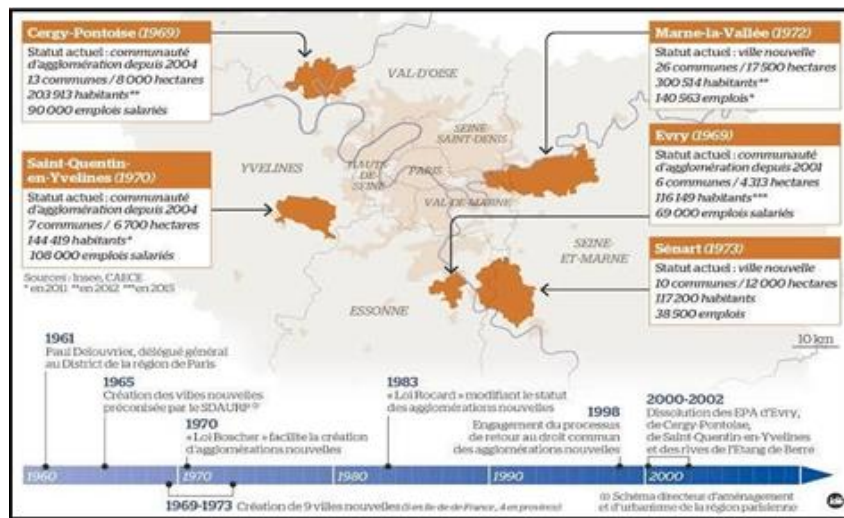 Cergy-Pontoise (1969)
Statut actuel : communauté
d'agglomération depuis 2004
13 communes / 8 000 hectares
203 913 habitants**
90 000 emplois salariés
Saint-Quentin-
en-Yvelines (1970)
Statut actuel : communauté
d'agglomération depuis 2004
7 communes / 6 700 hectares
144 419 habitants*
108 000 emplois salariés
Sources : Insee, CAECE
* en 2011 ** en 2012 *** en 2013
VAL-D'OISE
YVELINES
HAUTS-
DE-
SEINE
SEINE
SAINT-DENIS
PARIS
VAL-DE-MARNE
ESSONNE
SEINE-
ET-MARNE
Marne-la-Vallée (1972)
Statut actuel : ville nouvelle
26 communes / 17 500 hectares
300 514 habitants**
140 563 emplois*
Evry (1969)
Statut actuel : communauté
d'agglomération depuis 2001
6 communes / 4 313 hectares
116 149 habitants***
69 000 emplois salariés
Sénart (1973)
Statut actuel : ville nouvelle
10 communes / 12 000 hectares
117 200 habitants
38 500 emplois
10 km
1961
Paul Delouvrier, délégué général
au District de la région de Paris
1965
Création des villes nouvelles
préconisée par le SDAURP (1)
1970
« Loi Boscher » facilite la création
d'agglomérations nouvelles
1983
« Loi Rocard » modifiant le statut
des agglomérations nouvelles
1998
Engagement du processus
de retour au droit commun
des agglomérations nouvelles
2000-2002
Dissolution des EPA d'Evry,
de Cergy-Pontoise,
de Saint-Quentin-en-Yvelines
et des rives de l'Etang de Berre
1960
1970
1980
1990
2000
1969-1973 Création de 9 villes nouvelles (5 en Ile-de-France, 4 en province)
(1) Schéma directeur d'aménagement
et d'urbanisme de la région parisienne